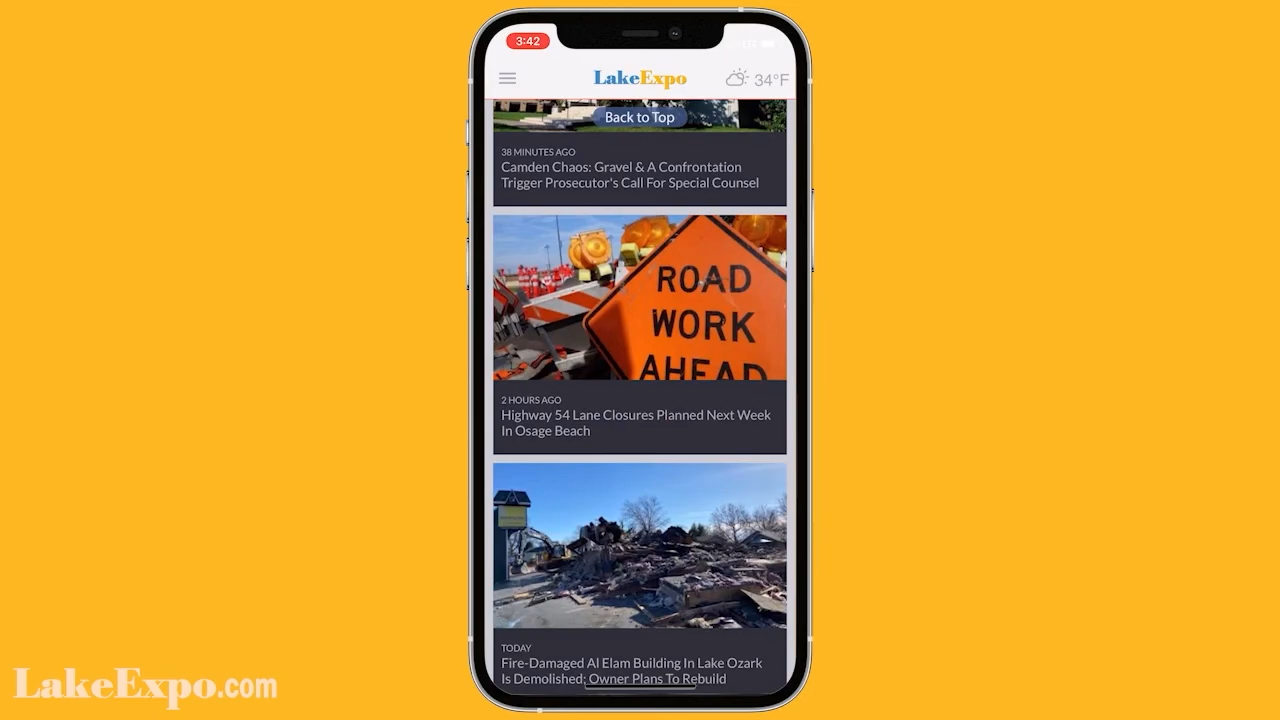 3:42
LakeExpo
34°F
Back to Top
38 MINUTES AGO
Camden Chaos: Gravel & A Confrontation
Trigger Prosecutor's Call For Special Counsel
ROAD
WORK
AHEAD
2 HOURS AGO
Highway 54 Lane Closures Planned Next Week
In Osage Beach
TODAY
Fire-Damaged Al Elam Building In Lake Ozark
Is Demolished; Owner Plans To Rebuild
LakeExpo.com